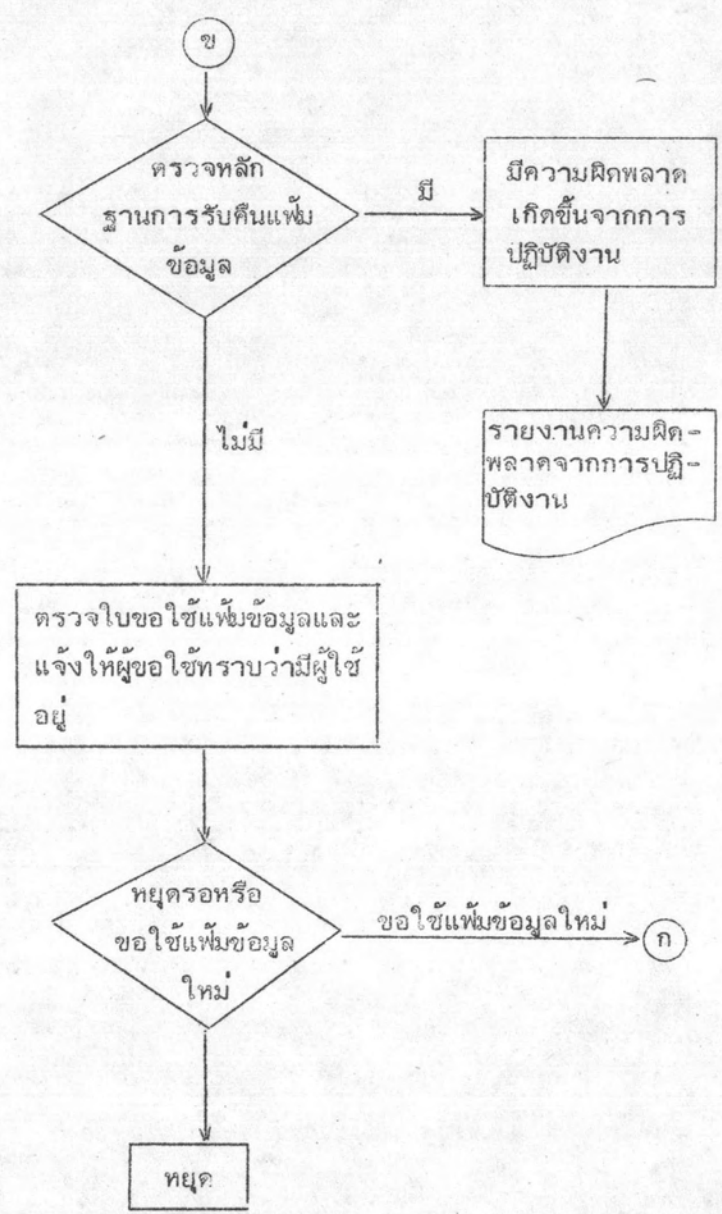 ข
ตรวจหลัก
ฐานการรับคืนแฟ้ม
ข้อมูล
มี
มีความผิดพลาด
เกิดขึ้นจากการ
ปฏิบัติงาน
รายงานความผิด-
พลาดจากการปฏิ-
บัติงาน
ไม่มี
ตรวจใบขอใช้แฟ้มข้อมูลและ
แจ้งให้ผู้ขอใช้ทราบว่ามีผู้ใช้
อยู่
หยุดรอหรือ
ขอใช้แฟ้มข้อมูล
ใหม่
ขอใช้แฟ้มข้อมูลใหม่
ก
หยุด